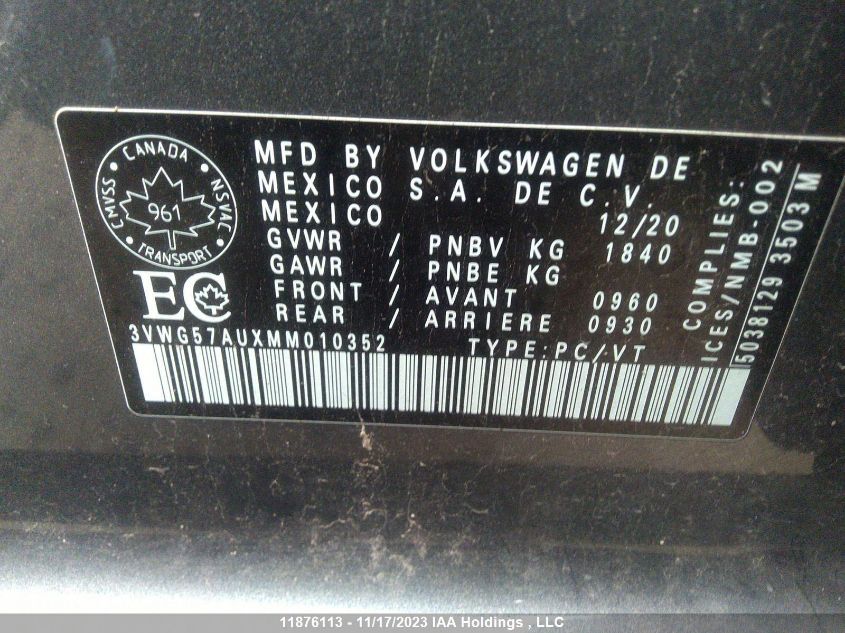 CANADA
CMVSS NSVAC
961
TRANSPORT
EC
MFD BY VOLKSWAGEN DE
MEXICO S.A. DE C.V.
MEXICO 12/20
GVWR / PNBV KG 1840
GAWR / PNBE KG
FRONT / AVANT 0960
REAR / ARRIERE 0930
3VWG57AUXMM010352 TYPE:PC/VT
COMPLIES:
ICES/NMB-002
5038129 3503 M
11876113 - 11/17/2023 IAA Holdings , LLC